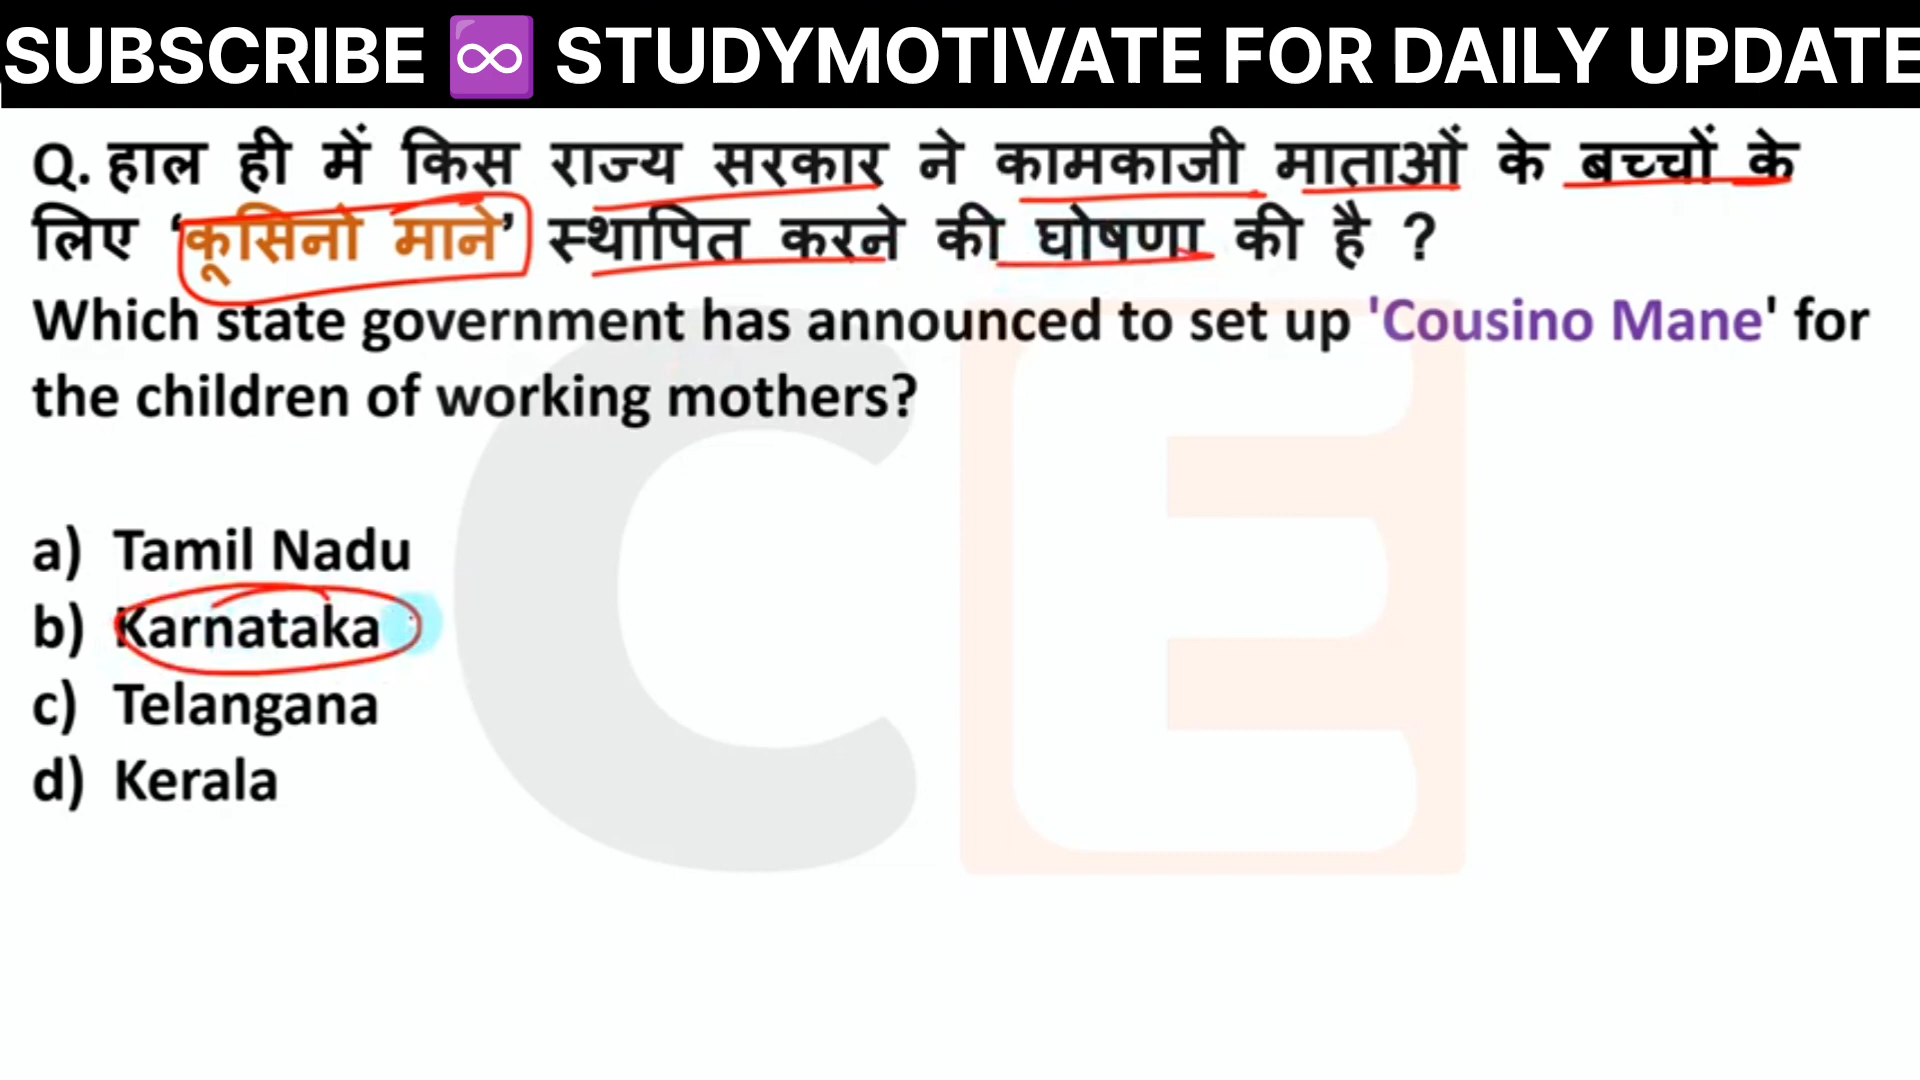 SUBSCRIBE ♾️ STUDYMOTIVATE FOR DAILY UPDATE
Q. हाल ही में किस राज्य सरकार ने कामकाजी माताओं के बच्चों के
लिए ‘कूसिनो माने’ स्थापित करने की घोषणा की है ?
Which state government has announced to set up 'Cousino Mane' for
the children of working mothers?
a) Tamil Nadu
b) Karnataka
c) Telangana
d) Kerala
CE